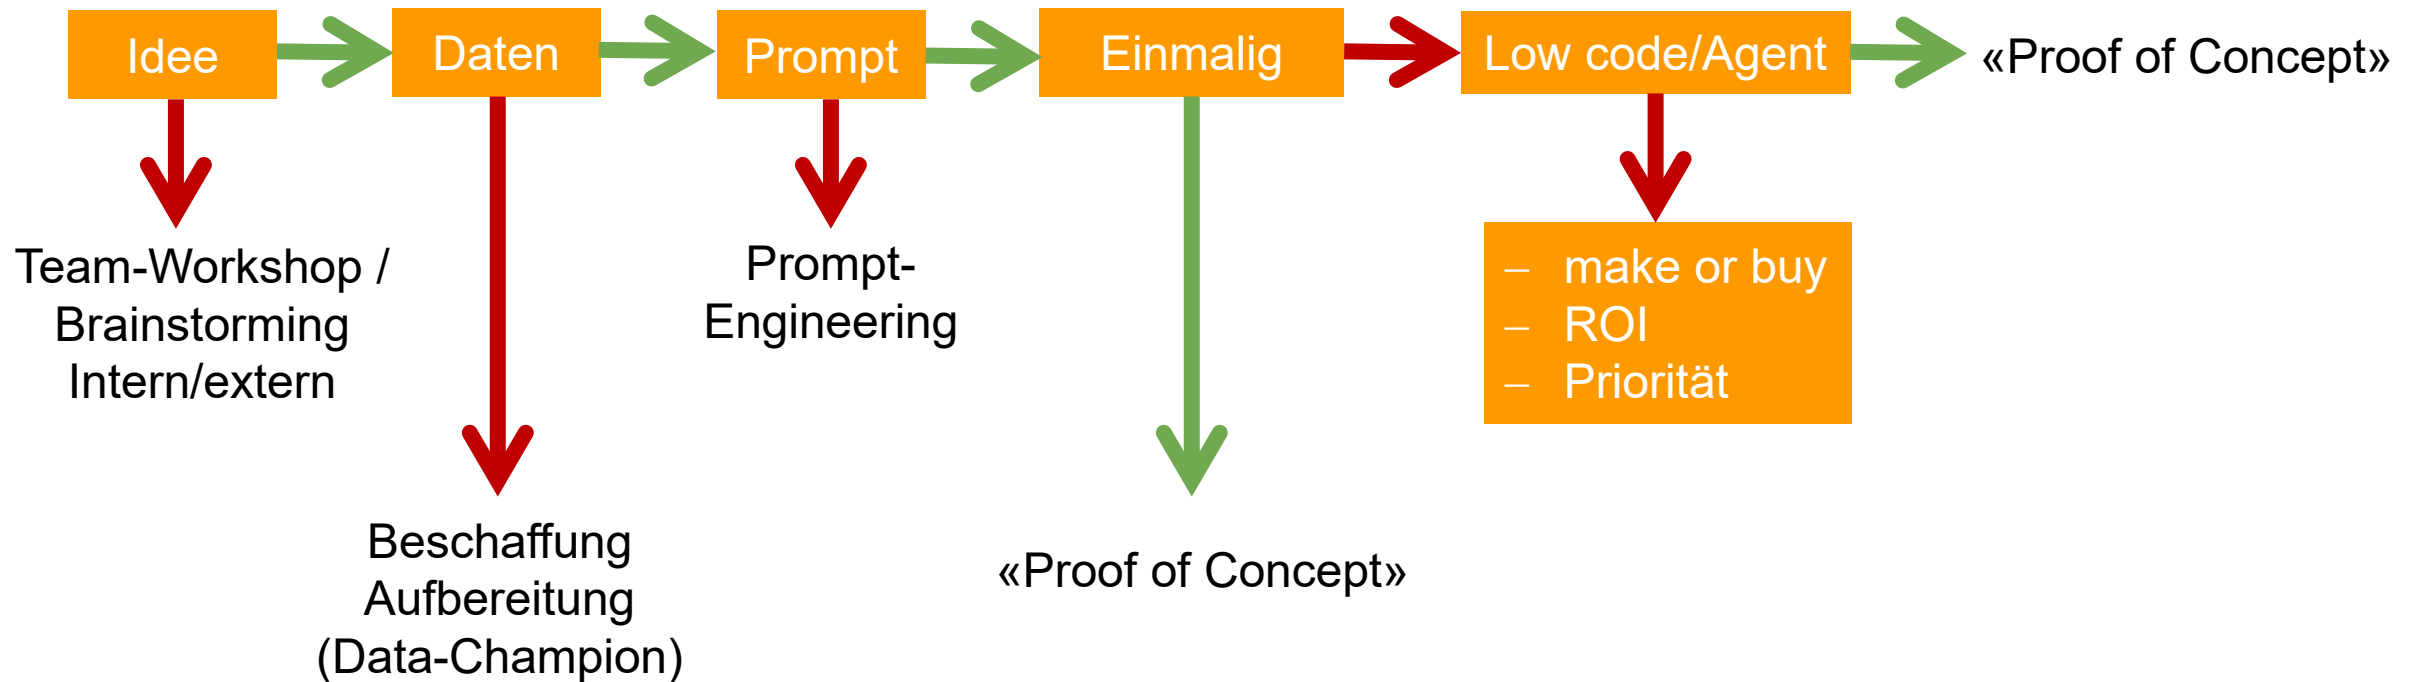 Idee
Daten
Prompt
Einmalig
Low code/Agent
«Proof of Concept»
Team-Workshop /
Brainstorming
Intern/extern
Prompt-
Engineering
– make or buy
– ROI
– Priorität
Beschaffung
Aufbereitung
(Data-Champion)
«Proof of Concept»